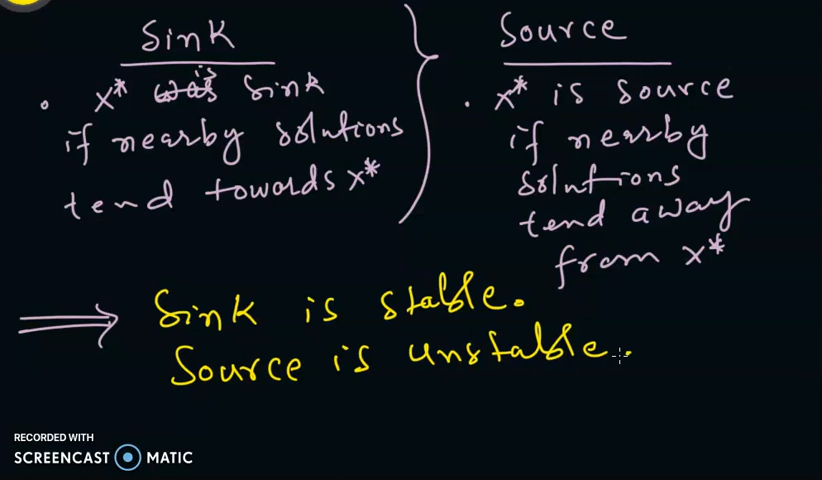 Sink
• x* is sink
if nearby solutions
tend towards x*
Source
• x* is source
if nearby
solutions
tend away
from x*
⟹ Sink is stable.
Source is unstable.
RECORDED WITH
SCREENCAST MATIC